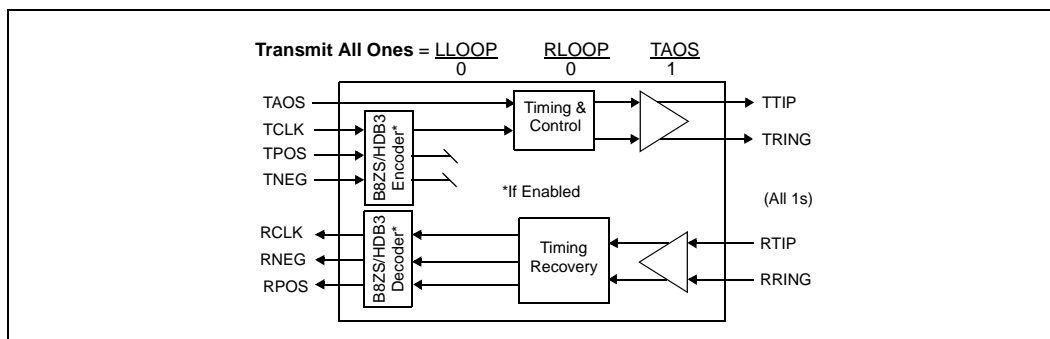 Transmit All Ones = LLOOP RLOOP TAOS
0 0 1
TAOS
TCLK
TPOS
TNEG
B8ZS/HDB3
Encoder*
Timing &
Control
TTIP
TRING
*If Enabled
(All 1s)
RCLK
RNEG
RPOS
B8ZS/HDB3
Decoder*
Timing
Recovery
RTIP
RRING